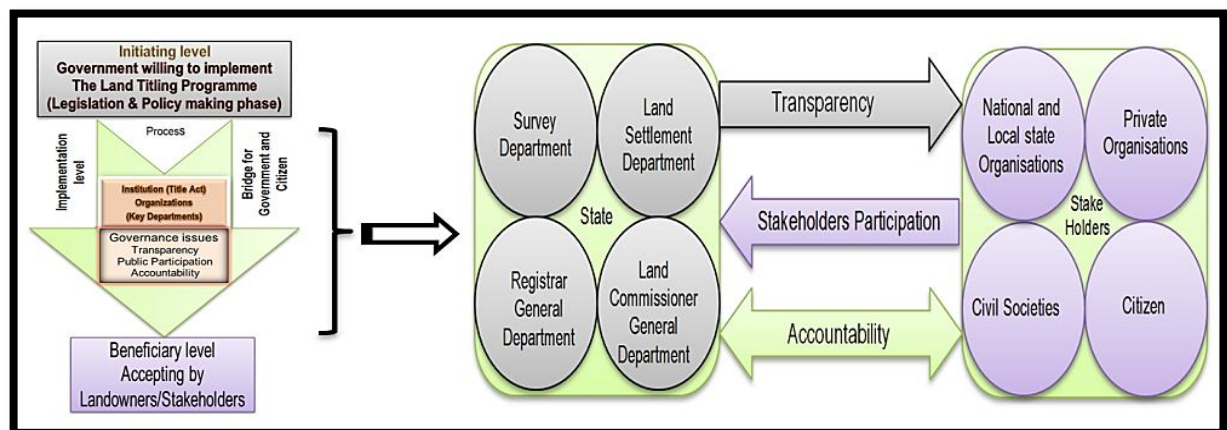 Initiating level
Government willing to implement
The Land Titling Programme
(Legislation & Policy making phase)
Process
Implementation
level
Bridge for
Government and
Citizen
Institution (Title Act)
Organizations
(Key Departments)
Governance issues
Transparency
Public Participation
Accountability
Beneficiary level
Accepting by
Landowners/Stakeholders
Survey
Department
Land
Settlement
Department
State
Registrar
General
Department
Land
Commissioner
General
Department
Transparency
Stakeholders Participation
Accountability
National and
Local state
Organisations
Private
Organisations
Stake
Holders
Civil Societies
Citizen